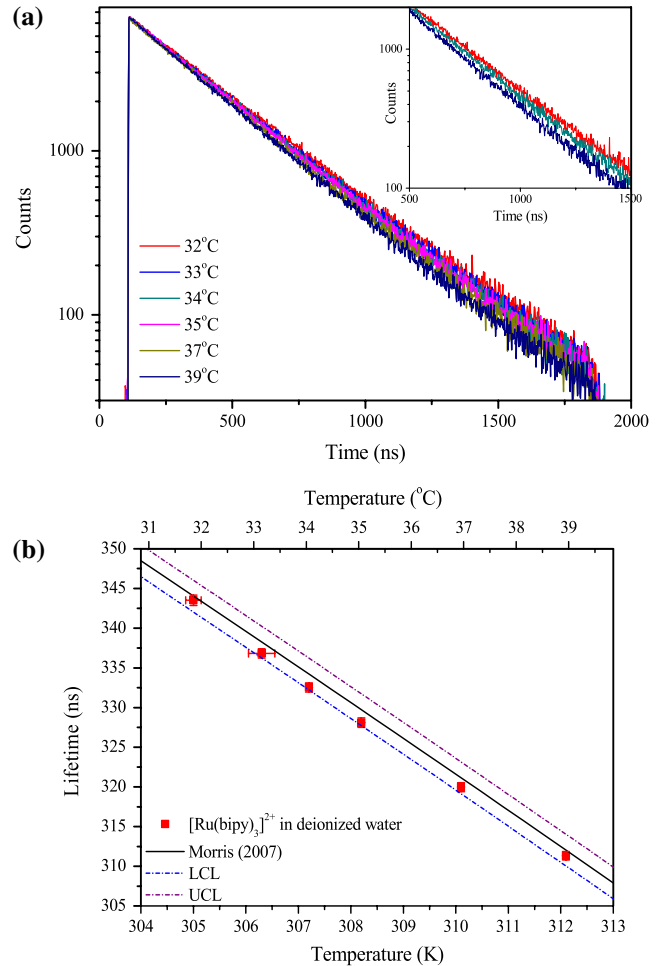 (a)
1000
100
Counts
32°C
33°C
34°C
35°C
37°C
39°C
0 500 1000 1500 2000
Time (ns)
1000
100
Counts
500 1000 1500
Time (ns)
(b)
Temperature (°C)
31 32 33 34 35 36 37 38 39
350
345
340
335
330
325
320
315
310
305
Lifetime (ns)
[Ru(bipy)₃]²⁺ in deionized water
Morris (2007)
LCL
UCL
304 305 306 307 308 309 310 311 312 313
Temperature (K)